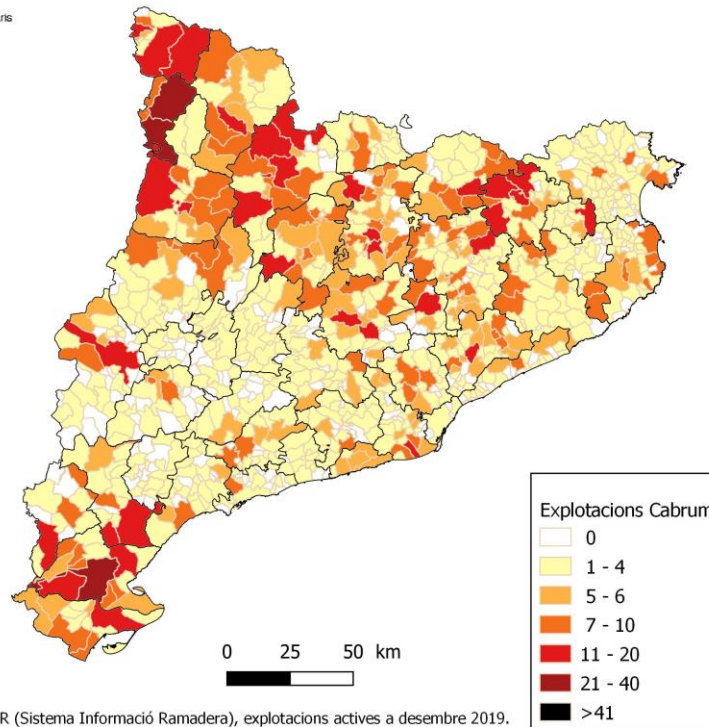 Explotacions Cabrum
0
1 - 4
5 - 6
7 - 10
11 - 20
21 - 40
>41
0 25 50 km
R (Sistema Informació Ramadera), explotacions actives a desembre 2019.